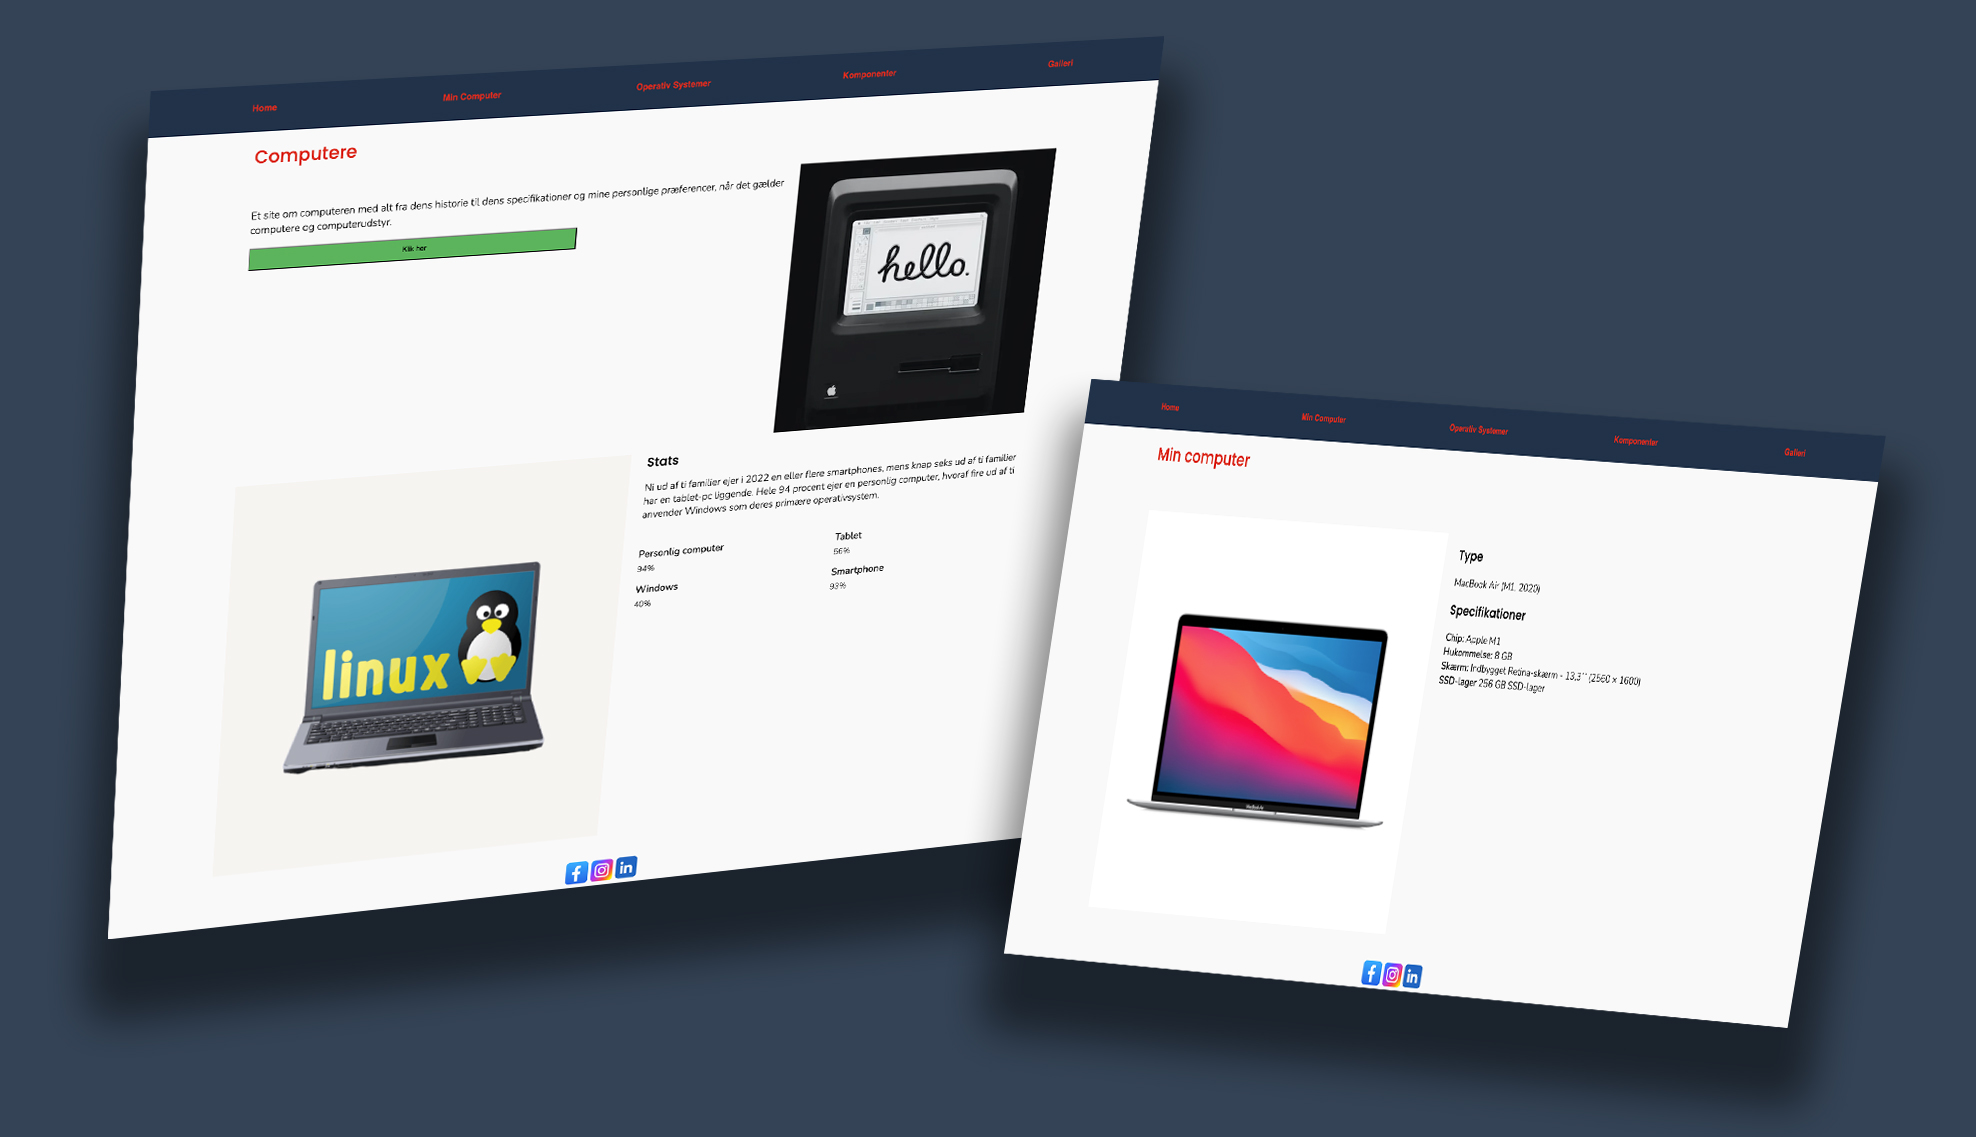 Home
Min Computer
Operativ Systemer
Komponenter
Galleri
Computere
Et site om computeren med alt fra dens historie til dens specifikationer og mine personlige præferencer, når det gælder
computere og computerudstyr.
Klik her
hello.
Stats
Ni ud af ti familier ejer i 2022 en eller flere smartphones, mens knap seks ud af ti familier
har en tablet-pc liggende. Hele 94 procent ejer en personlig computer, hvoraf fire ud af ti
anvender Windows som deres primære operativsystem.
Personlig computer
94%
Windows
40%
Tablet
56%
Smartphone
93%
linux
Home
Min Computer
Operativ Systemer
Komponenter
Galleri
Min computer
Type
MacBook Air (M1, 2020)
Specifikationer
Chip: Apple M1
Hukommelse: 8 GB
Skærm: Indbygget Retina-skærm - 13,3`` (2560 x 1600)
SSD-lager 256 GB SSD-lager
MacBook Air